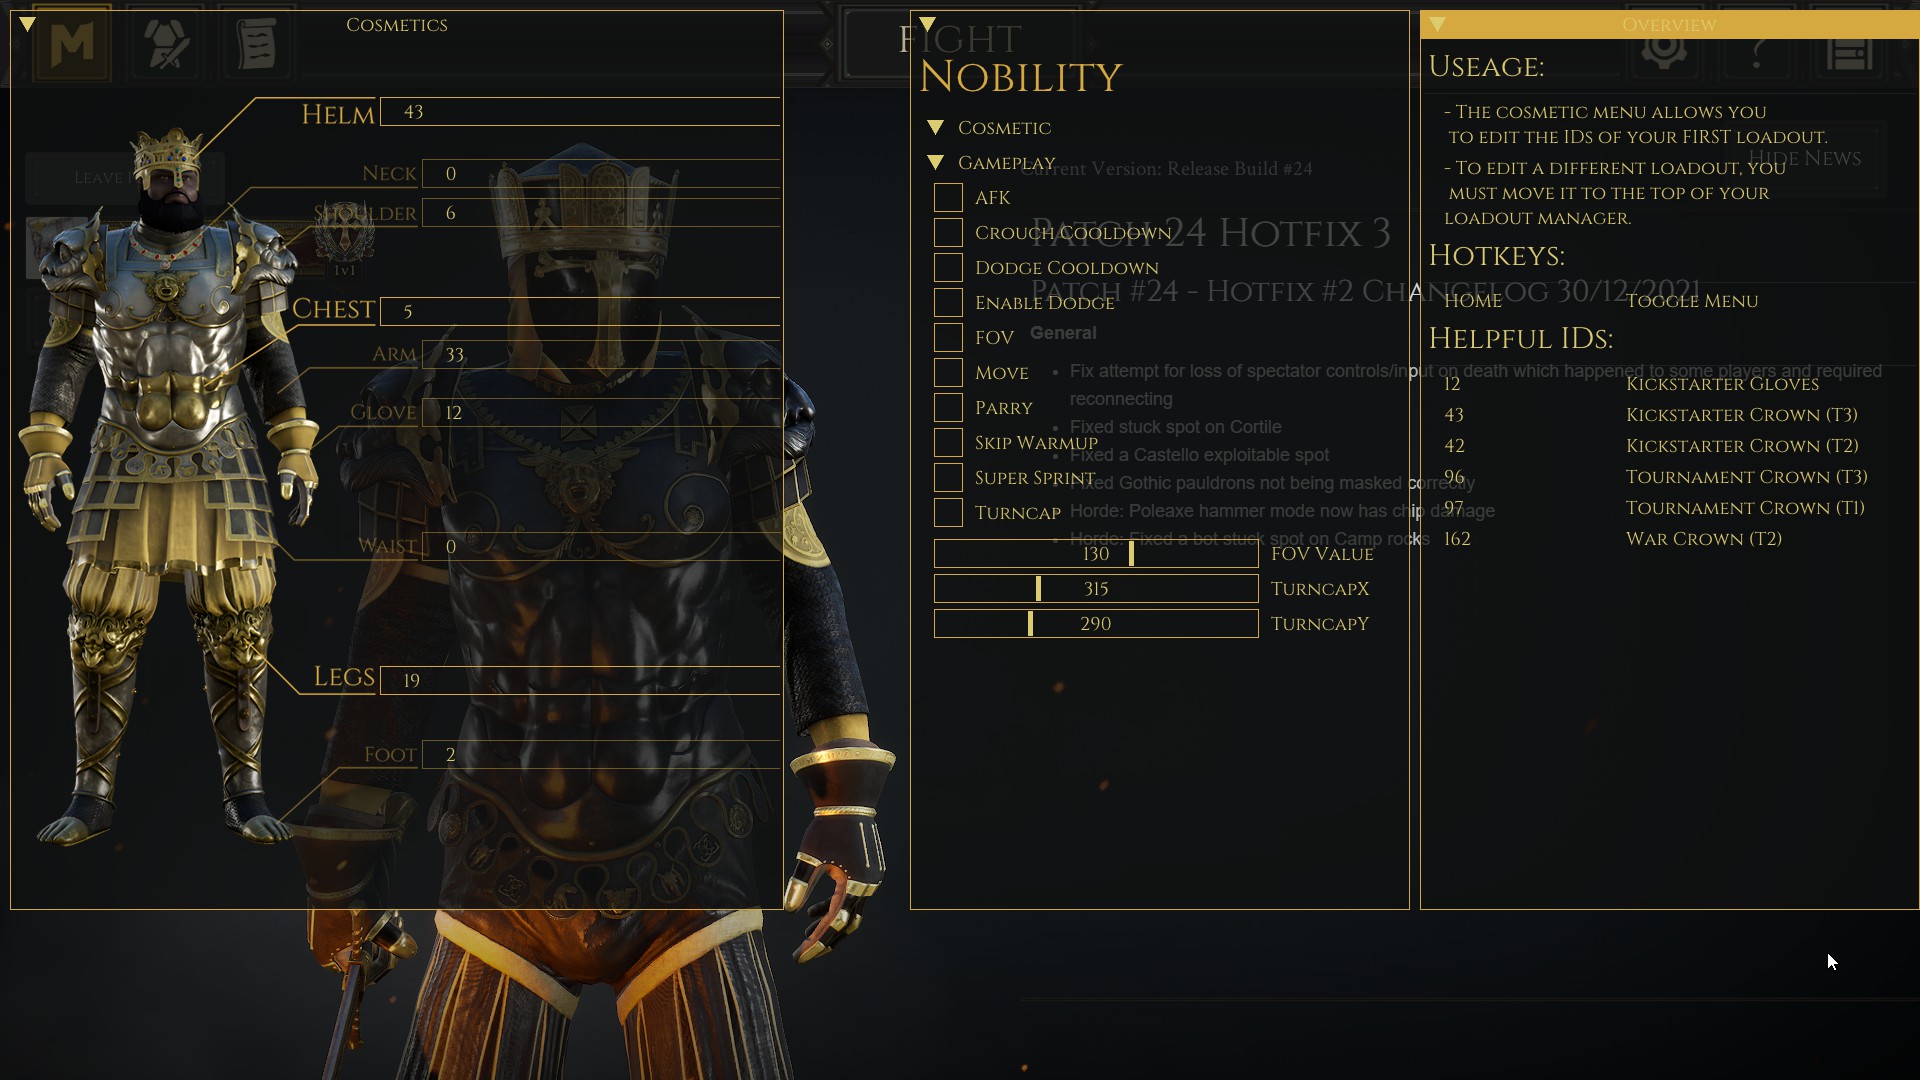 Cosmetics
Helm 43
Neck 0
Shoulder 6
1v1
Chest 5
Arm 33
Glove 12
Waist 0
Legs 19
Foot 2
Leave
Fight
Nobility
Cosmetic
Gameplay
AFK
Crouch Cooldown
Dodge Cooldown
Enable Dodge
FOV
Move
Parry
Skip Warmup
Super Sprint
Turncap
130 FOV Value
315 TurncapX
290 TurncapY
Current Version: Release Build #24
Hide News
Patch 24 Hotfix 3
Patch #24 - Hotfix #2 Changelog 30/12/2021
General
• Fix attempt for loss of spectator controls/input on death which happened to some players and required
reconnecting
• Fixed stuck spot on Cortile
• Fixed a Castello exploitable spot
• Fixed Gothic pauldrons not being masked correctly
• Horde: Poleaxe hammer mode now has chip damage
• Horde: Fixed a bot stuck spot on Camp rocks
Overview
Useage:
- The cosmetic menu allows you
to edit the IDs of your FIRST loadout.
- To edit a different loadout, you
must move it to the top of your
loadout manager.
Hotkeys:
HOME Toggle Menu
Helpful IDs:
12 Kickstarter Gloves
43 Kickstarter Crown (T3)
42 Kickstarter Crown (T2)
96 Tournament Crown (T3)
97 Tournament Crown (T1)
162 War Crown (T2)